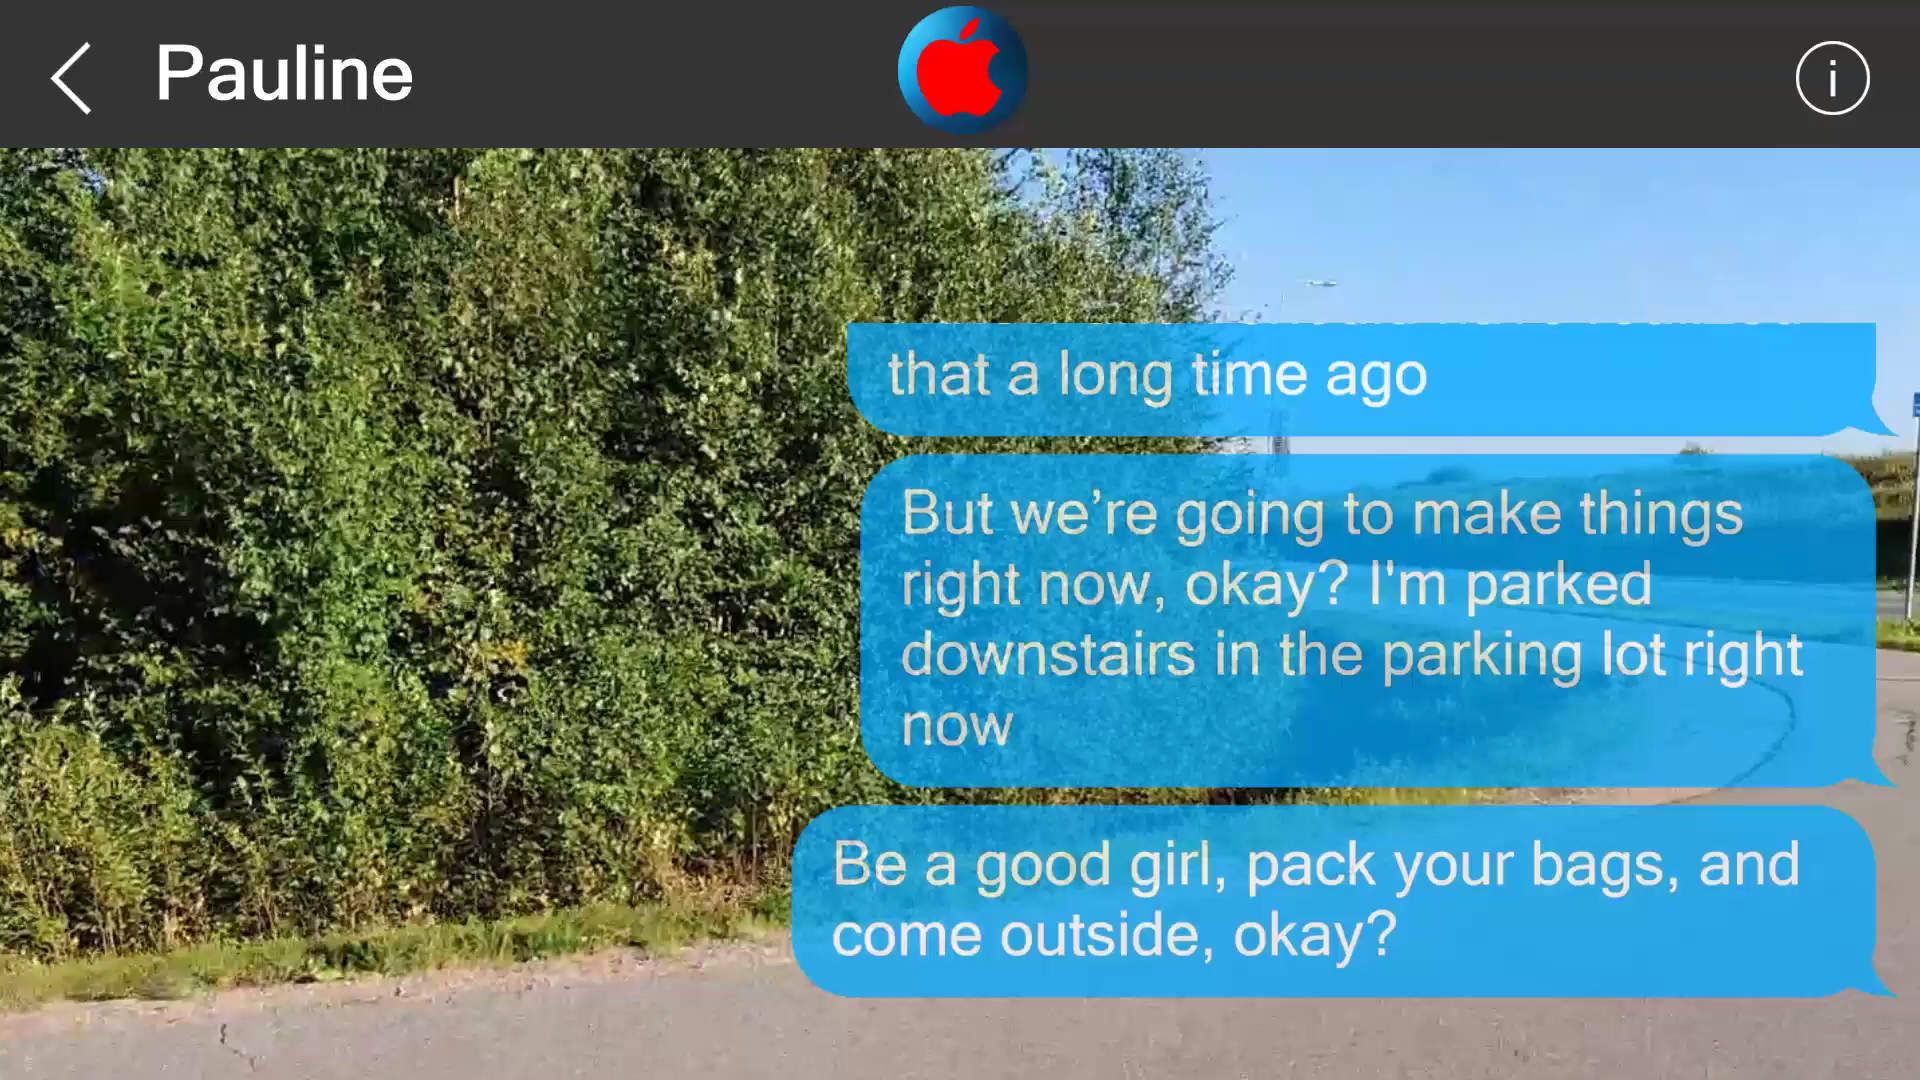 Pauline
i
that a long time ago
But we’re going to make things
right now, okay? I'm parked
downstairs in the parking lot right
now
Be a good girl, pack your bags, and
come outside, okay?